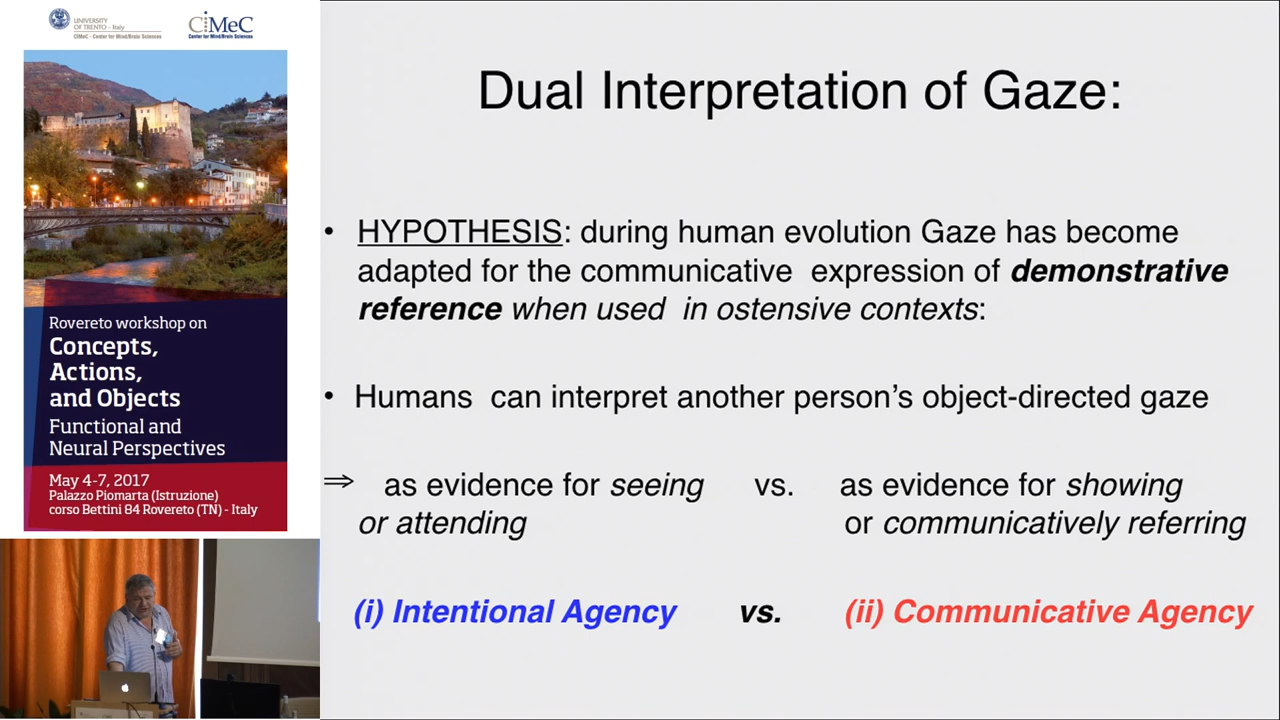 UNIVERSITY
OF TRENTO - Italy
CIMeC - Center for Mind/Brain Sciences
CiMeC
Center for Mind/Brain Sciences
Rovereto workshop on
Concepts,
Actions,
and Objects
Functional and
Neural Perspectives
May 4-7, 2017
Palazzo Piomarta (Istruzione)
corso Bettini 84 Rovereto (TN) - Italy
Dual Interpretation of Gaze:
• HYPOTHESIS: during human evolution Gaze has become
adapted for the communicative expression of demonstrative
reference when used in ostensive contexts:
• Humans can interpret another person's object-directed gaze
⇒ as evidence for seeing vs. as evidence for showing
or attending or communicatively referring
(i) Intentional Agency vs. (ii) Communicative Agency